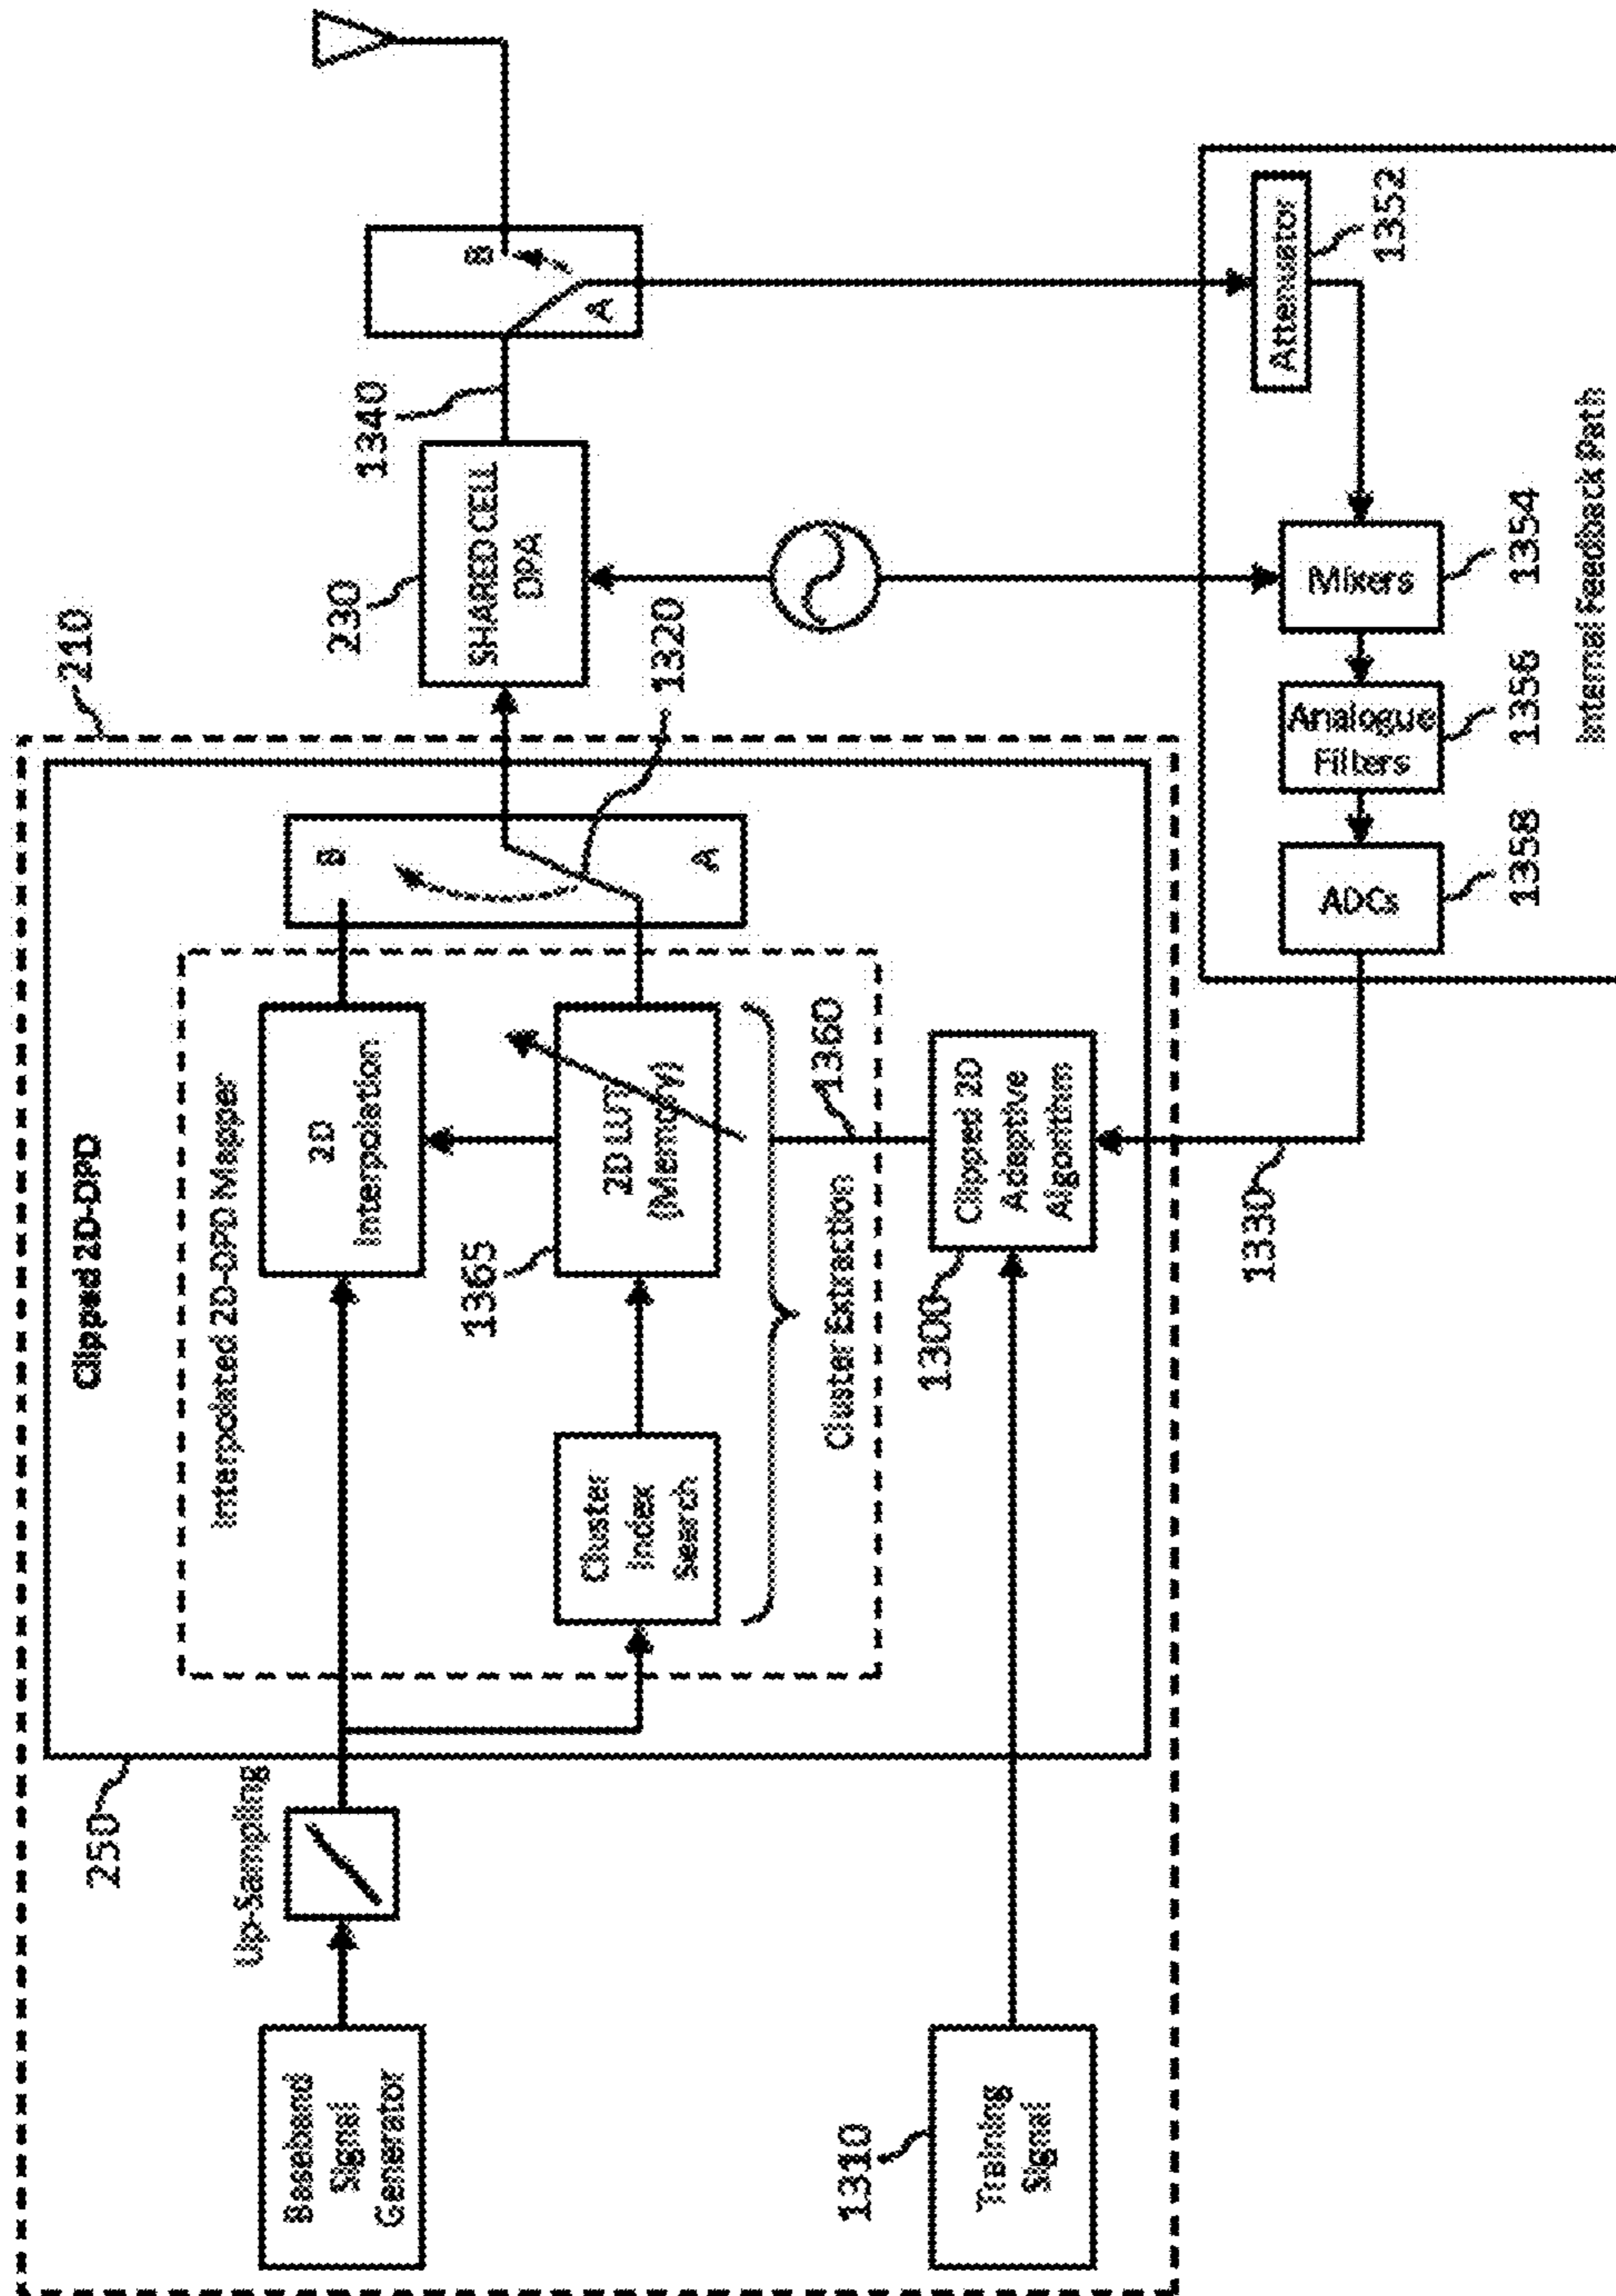 210
Clipped 2D-DPD
250
Interpolated 2D-DPD Mapper
Baseband
Signal
Generator
Up-Sampling
2D
Interpolation
B
A
1320
230
SHARED CELL
DPA
1340
B
A
Cluster
Index
Search
1365
2D LUT
(Memory)
Cluster Extraction
1360
1310
Training
Signal
1300
Clipped 2D
Adaptive
Algorithm
1330
ADCs
1358
Analogue
Filters
1356
Mixers
1354
Attenuator
1352
Internal Feedback Path